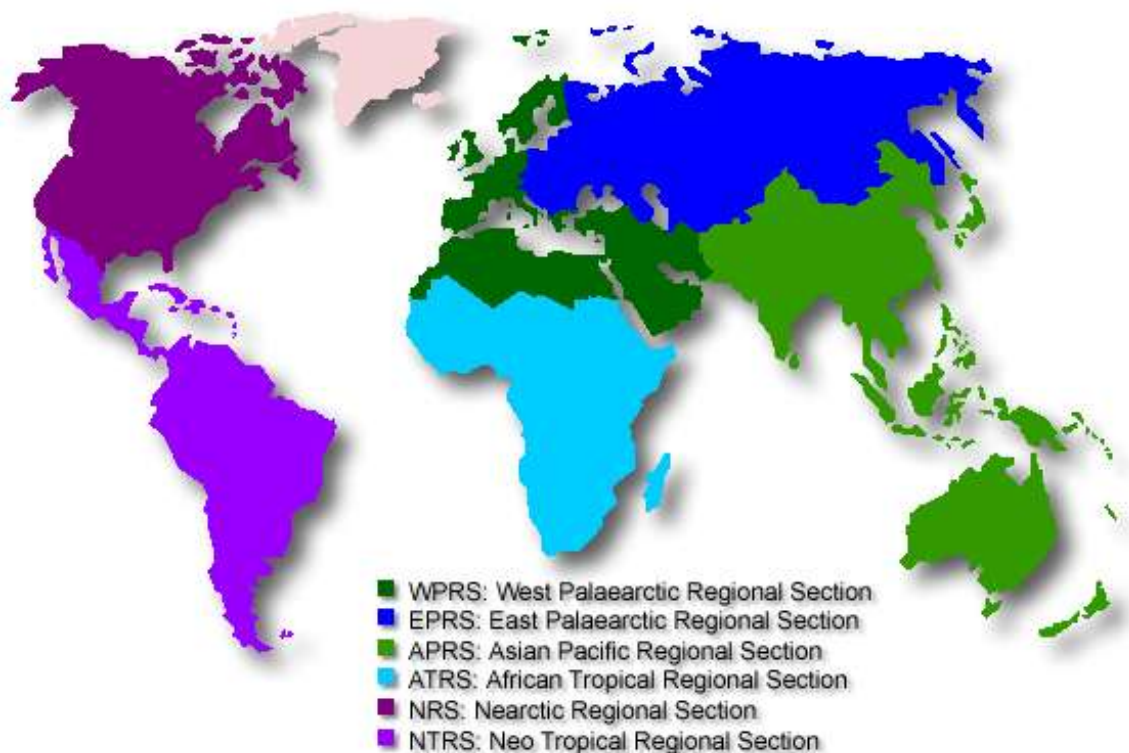 WPRS: West Palaearctic Regional Section
EPRS: East Palaearctic Regional Section
APRS: Asian Pacific Regional Section
ATRS: African Tropical Regional Section
NRS: Nearctic Regional Section
NTRS: Neo Tropical Regional Section